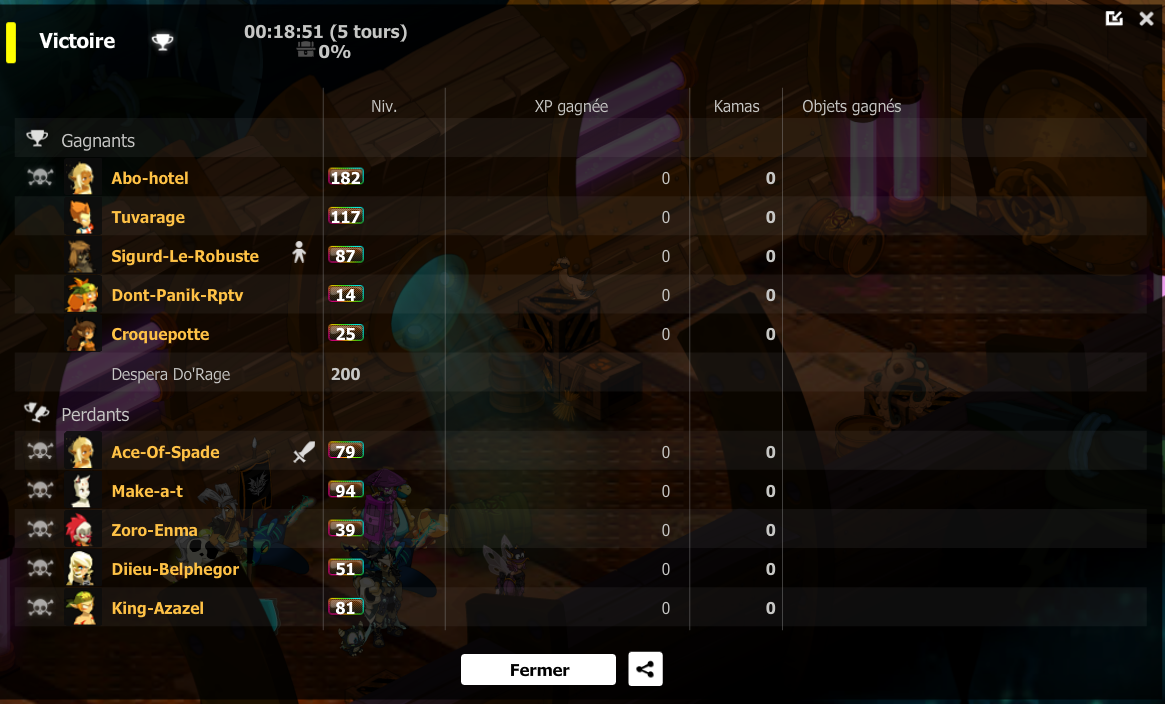 Victoire
00:18:51 (5 tours)
0%
Niv. XP gagnée Kamas Objets gagnés
Gagnants
Abo-hotel 182 0 0
Tuvarage 117 0 0
Sigurd-Le-Robuste 87 0 0
Dont-Panik-Rptv 14 0 0
Croquepotte 25 0 0
Despera Do'Rage 200
Perdants
Ace-Of-Spade 79 0 0
Make-a-t 94 0 0
Zoro-Enma 39 0 0
Diieu-Belphegor 51 0 0
King-Azazel 81 0 0
Fermer